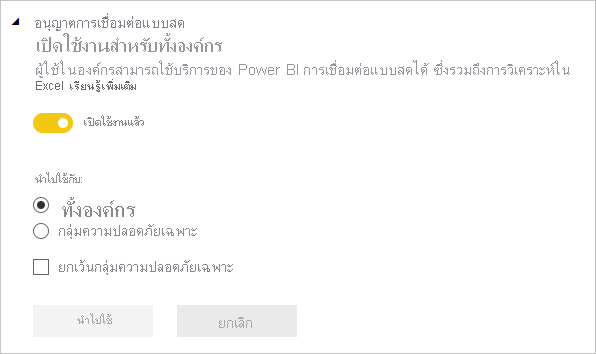 อนุญาตการเชื่อมต่อแบบสด
เปิดใช้งานสำหรับทั้งองค์กร
ผู้ใช้ในองค์กรสามารถใช้บริการของ Power BI การเชื่อมต่อแบบสดได้ ซึ่งรวมถึงการวิเคราะห์ใน
Excel เรียนรู้เพิ่มเติม
เปิดใช้งานแล้ว
นำไปใช้กับ:
ทั้งองค์กร
กลุ่มความปลอดภัยเฉพาะ
ยกเว้นกลุ่มความปลอดภัยเฉพาะ
นำไปใช้
ยกเลิก